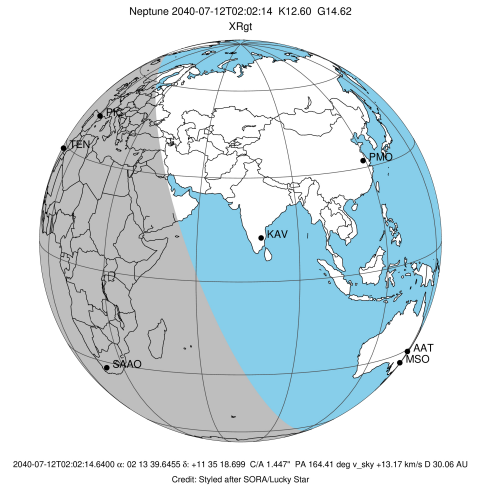 Neptune 2040-07-12T02:02:14 K12.60 G14.62
XRgt
PIC
TEN
PMO
KAV
AAT
MSO
SAAO
2040-07-12T02:02:14.6400 α: 02 13 39.6455 δ: +11 35 18.699 C/A 1.447" PA 164.41 deg v_sky +13.17 km/s D 30.06 AU
Credit: Styled after SORA/Lucky Star